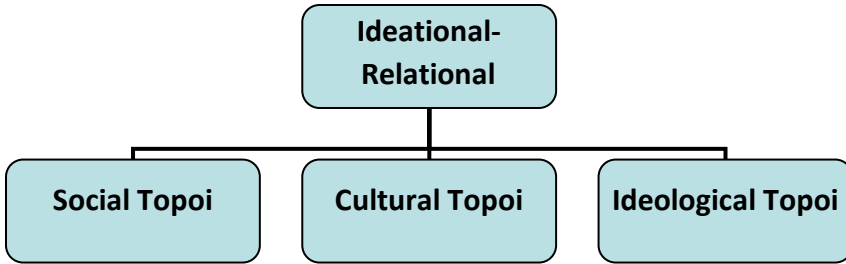 Ideational-
Relational
Social Topoi
Cultural Topoi
Ideological Topoi